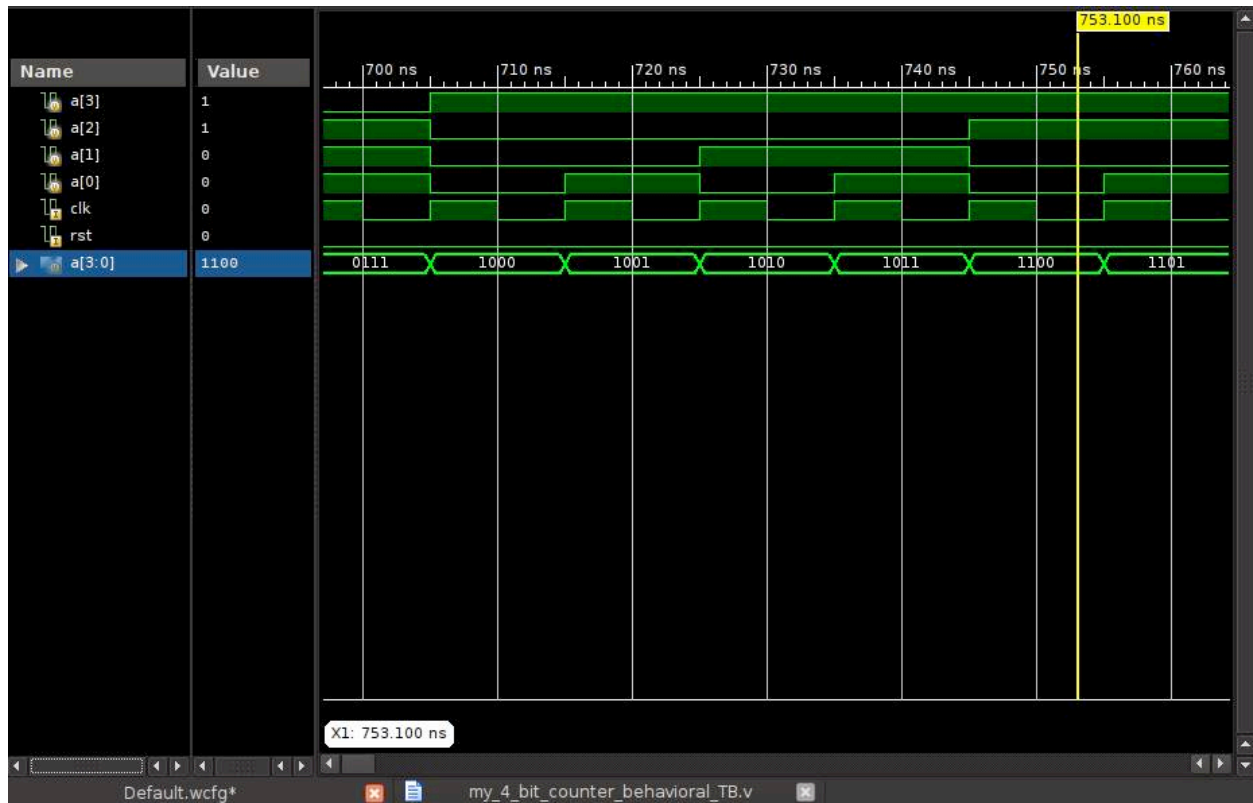 753.100 ns
Name Value
700 ns 710 ns 720 ns 730 ns 740 ns 750 ns 760 ns
a[3] 1
a[2] 1
a[1] 0
a[0] 0
clk 0
rst 0
a[3:0] 1100 0111 1000 1001 1010 1011 1100 1101
X1: 753.100 ns
Default.wcfg* my_4_bit_counter_behavioral_TB.v